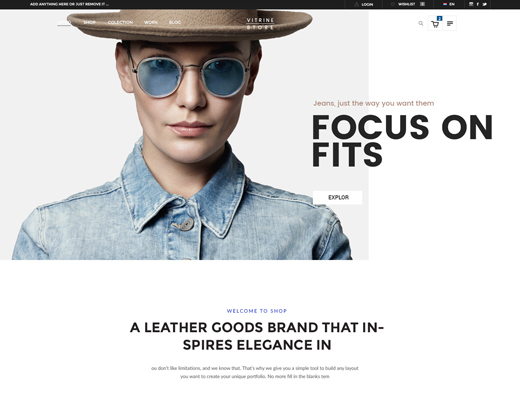 ADD ANYTHING HERE OR JUST REMOVE IT ...
LOGIN
WISHLIST
EN
SHOP
COLECTION
WORK
BLOG
VITRINE
STORE
Jeans, just the way you want them
FOCUS ON
FITS
EXPLOR
WELCOME TO SHOP
A LEATHER GOODS BRAND THAT IN-
SPIRES ELEGANCE IN
ou don't like limitations, and we know that. That's why we give you a simple tool to build any layout
you want to create your unique portfolio. No more fill in the blanks tem